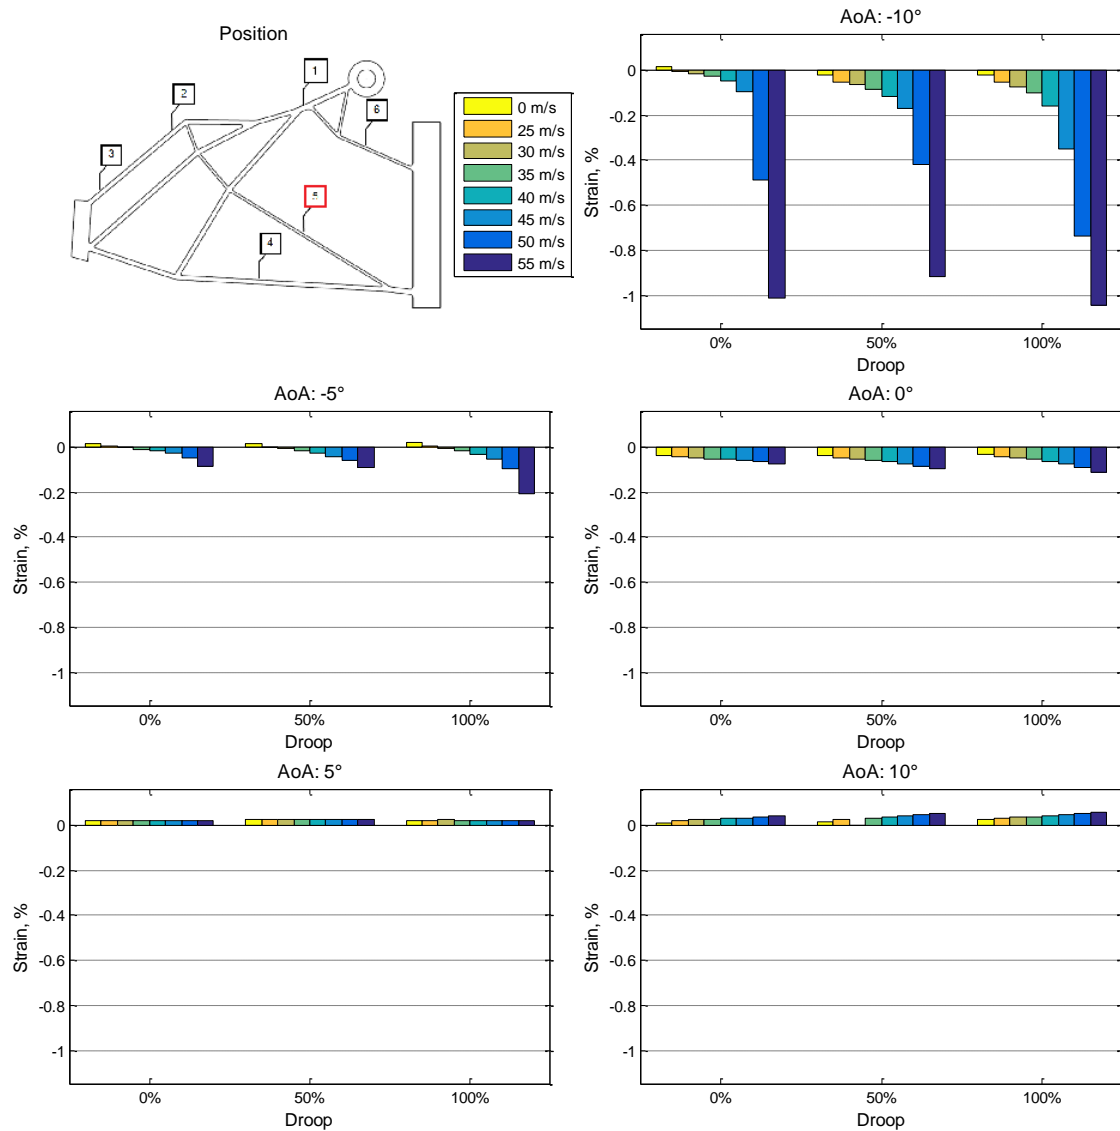 Position
1
2
6
3
5
4
0 m/s
25 m/s
30 m/s
35 m/s
40 m/s
45 m/s
50 m/s
55 m/s
AoA: -10°
0
-0.2
-0.4
-0.6
-0.8
-1
Strain, %
0% 50% 100%
Droop
AoA: -5°
0
-0.2
-0.4
-0.6
-0.8
-1
Strain, %
0% 50% 100%
Droop
AoA: 0°
0
-0.2
-0.4
-0.6
-0.8
-1
Strain, %
0% 50% 100%
Droop
AoA: 5°
0
-0.2
-0.4
-0.6
-0.8
-1
Strain, %
0% 50% 100%
Droop
AoA: 10°
0
-0.2
-0.4
-0.6
-0.8
-1
Strain, %
0% 50% 100%
Droop